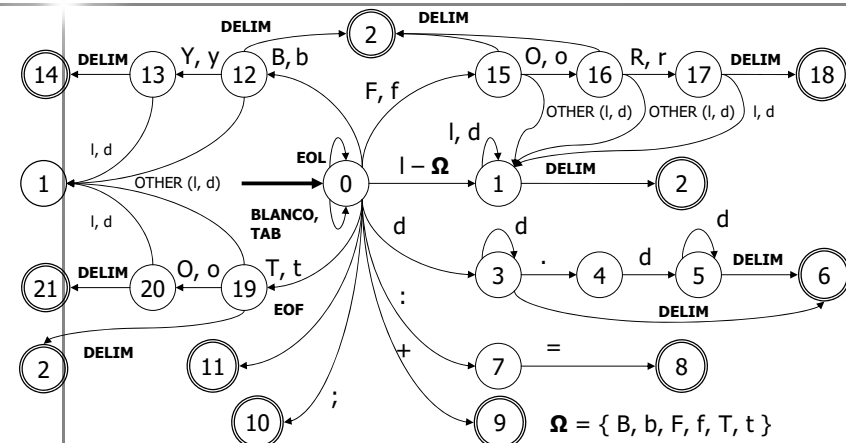 DELIM
DELIM
2
14
DELIM
13
Y, y
12
B, b
F, f
15
O, o
16
R, r
17
DELIM
18
OTHER (l, d)
OTHER (l, d)
l, d
l, d
1
OTHER (l, d)
l, d
EOL
0
BLANCO,
TAB
l – Ω
l, d
1
DELIM
2
d
3
d
.
4
d
5
d
DELIM
6
DELIM
21
DELIM
20
O, o
19
T, t
EOF
:
7
=
8
2
DELIM
11
+
10
;
9
Ω = { B, b, F, f, T, t }